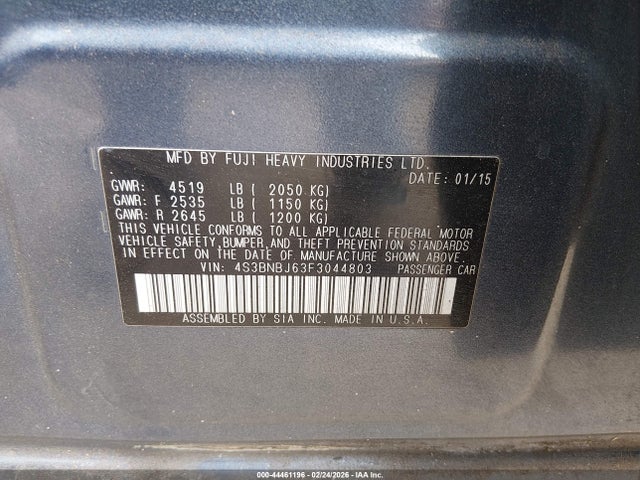 MFD BY FUJI HEAVY INDUSTRIES LTD.
DATE: 01/15
GVWR: 4519 LB ( 2050 KG)
GAWR: F 2535 LB ( 1150 KG)
GAWR: R 2645 LB ( 1200 KG)
THIS VEHICLE CONFORMS TO ALL APPLICABLE FEDERAL MOTOR
VEHICLE SAFETY, BUMPER, AND THEFT PREVENTION STANDARDS
IN EFFECT ON THE DATE OF MANUFACTURE SHOWN ABOVE.
VIN: 4S3BNBJ63F3044803 PASSENGER CAR
ASSEMBLED BY SIA INC. MADE IN U.S.A.
000-44461196 - 02/24/2026 - IAA Copyright